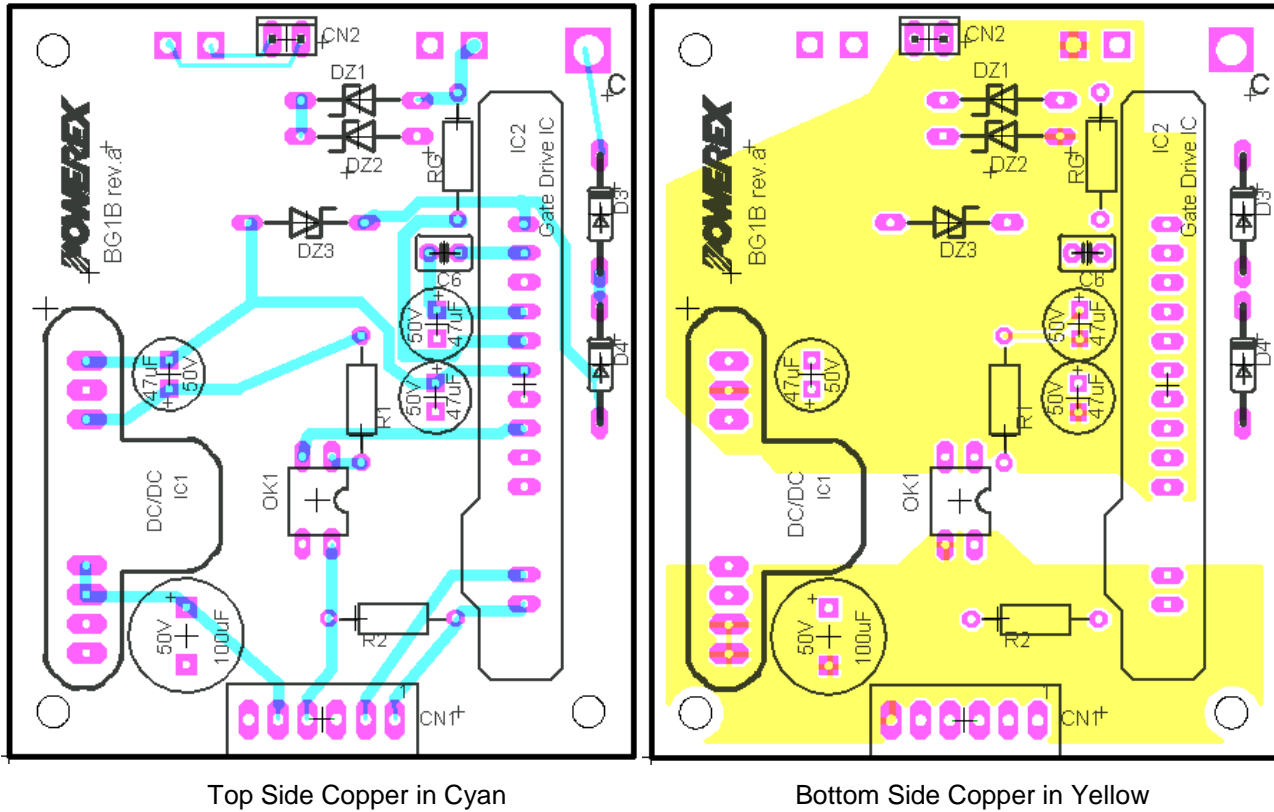 CN2
DZ1
C
DZ2
RG
IC2
Gate Drive IC
POWEREX
BG1B rev.a
D3
DZ3
C6
50V
47uF
47uF
50V
D4
50V
47uF
R1
DC/DC
IC1
OK1
50V
100uF
R2
CN1
CN2
DZ1
C
DZ2
RG
IC2
Gate Drive IC
POWEREX
BG1B rev.a
D3
DZ3
C6
50V
47uF
47uF
50V
D4
50V
47uF
R1
DC/DC
IC1
OK1
50V
100uF
R2
CN1
Top Side Copper in Cyan
Bottom Side Copper in Yellow